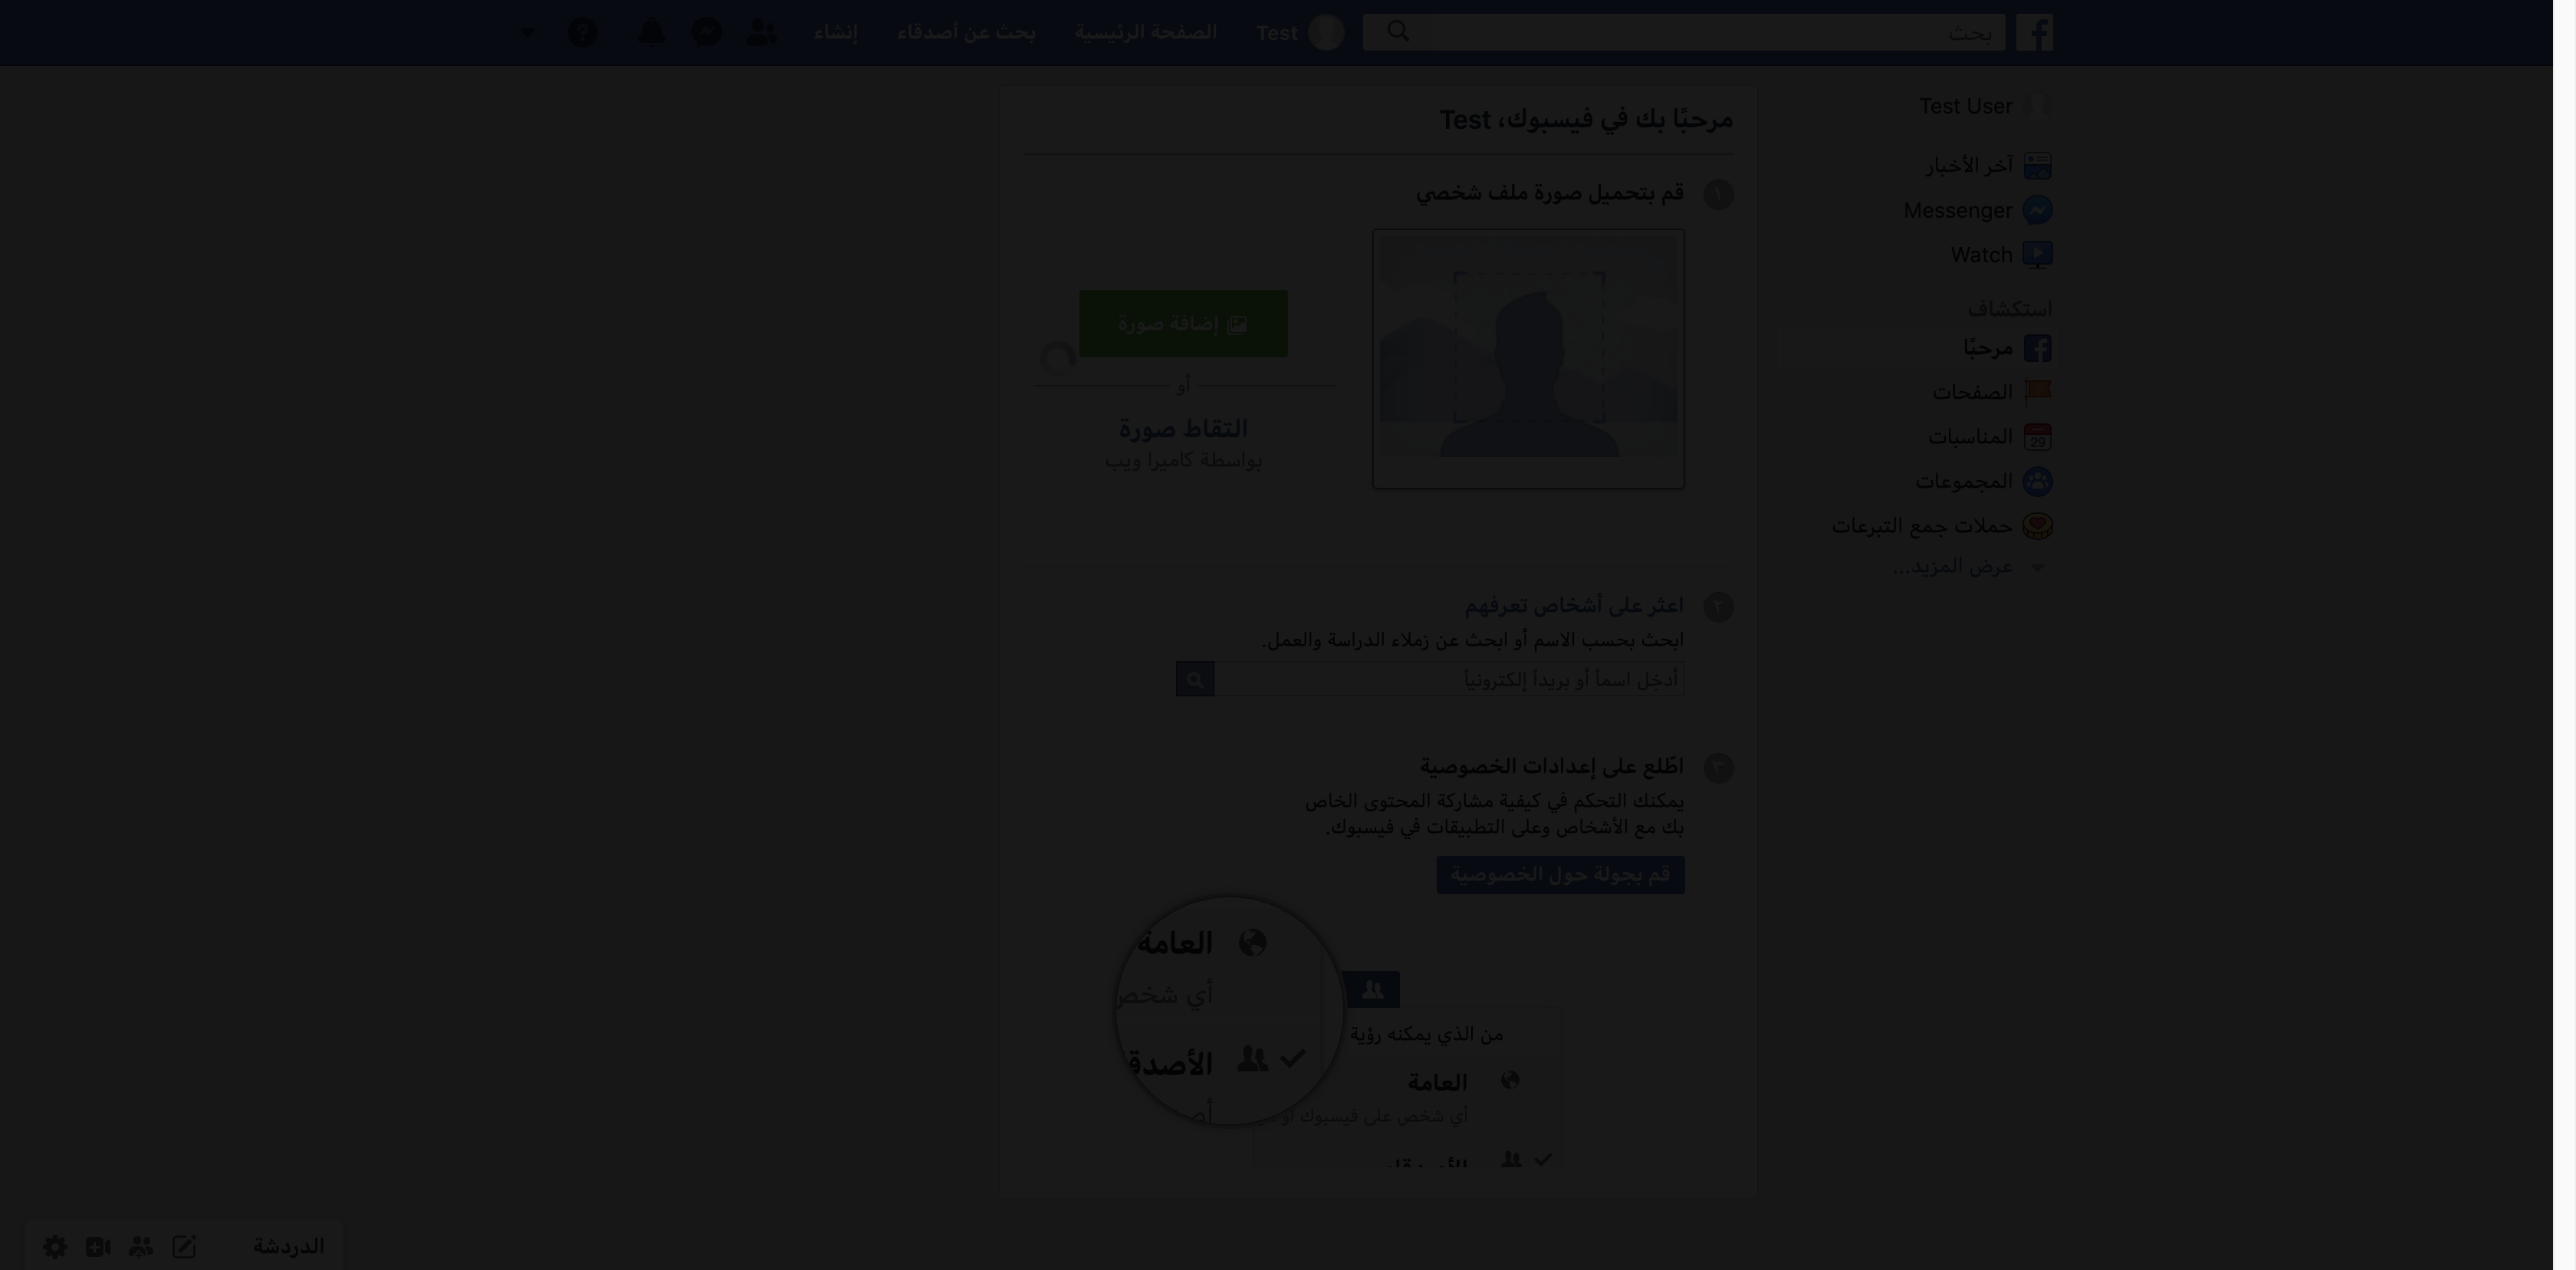 بحث
Test
الصفحة الرئيسية
بحث عن أصدقاء
إنشاء
Test User
آخر الأخبار
Messenger
Watch
استكشاف
مرحبًا
الصفحات
29
المناسبات
المجموعات
حملات جمع التبرعات
عرض المزيد...
مرحبًا بك في فيسبوك، Test
١
قم بتحميل صورة ملف شخصي
إضافة صورة
أو
التقاط صورة
بواسطة كاميرا ويب
٢
اعثر على أشخاص تعرفهم
ابحث بحسب الاسم أو ابحث عن زملاء الدراسة والعمل.
أدخِل اسماً أو بريداً إلكترونياً
٣
اطّلع على إعدادات الخصوصية
يمكنك التحكم في كيفية مشاركة المحتوى الخاص
بك مع الأشخاص وعلى التطبيقات في فيسبوك.
قم بجولة حول الخصوصية
من الذي يمكنه رؤية
العامة
أي شخص على فيسبوك
العامة
أي شخص
الدردشة